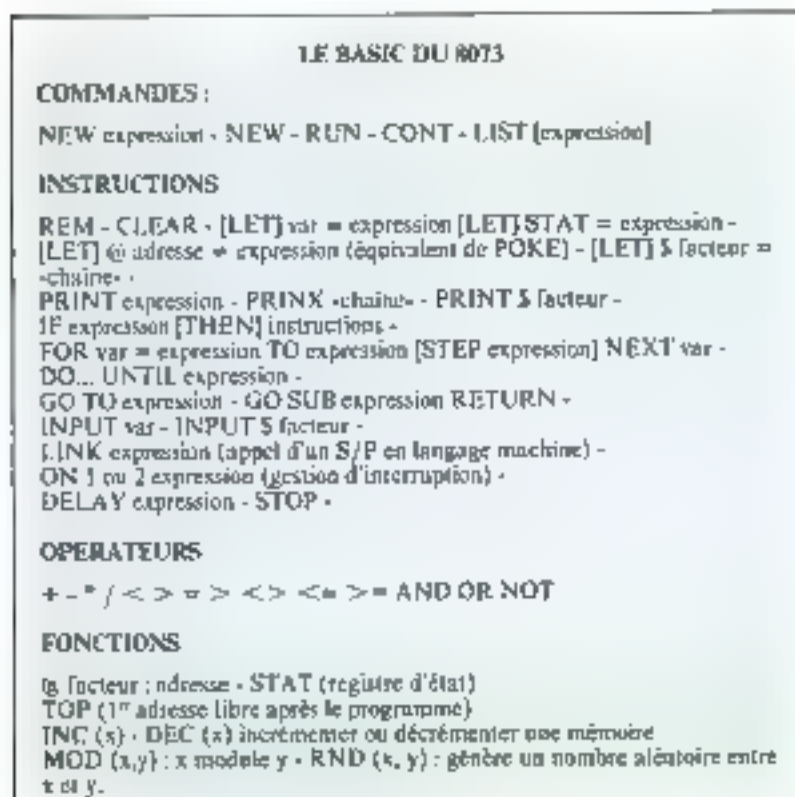 LE BASIC DU 8073
COMMANDES :
NEW expression - NEW - RUN - CONT - LIST [expression]
INSTRUCTIONS
REM - CLEAR - [LET] var = expression [LET] STAT = expression -
[LET] @ adresse = expression (équivalent de POKE) - [LET] $ facteur =
«chaine» -
PRINT expression - PRINX «chaine» - PRINT $ facteur -
IF expression [THEN] instructions -
FOR var = expression TO expression [STEP expression] NEXT var -
DO... UNTIL expression -
GO TO expression - GO SUB expression RETURN -
INPUT var - INPUT $ facteur -
LINK expression (appel d'un S/P en langage machine) -
ON 1 ou 2 expression (gestion d'interruption) -
DELAY expression - STOP -
OPERATEURS
+ - * / < > = > <> <= >= AND OR NOT
FONCTIONS
@ facteur : adresse - STAT (registre d'état)
TOP (1re adresse libre après le programme)
INC (x) - DEC (x) incrémenter ou décrémenter une mémoire
MOD (x,y) : x module y - RND (x, y) : génère un nombre aléatoire entre
x et y.